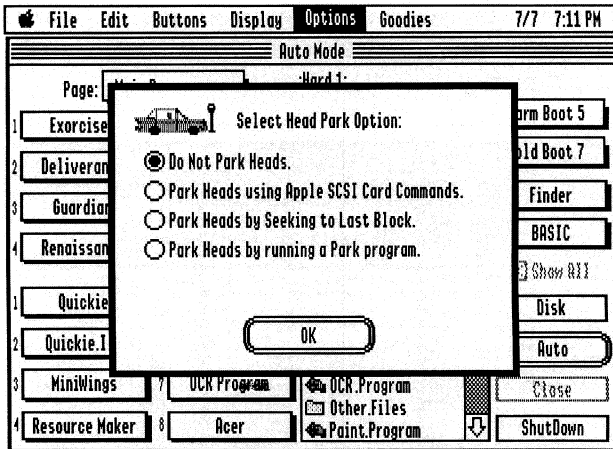 File Edit Buttons Display Options Goodies 7/7 7:11 PM
Auto Mode
Page:
:Hard 1:
Select Head Park Option:
Do Not Park Heads.
Park Heads using Apple SCSI Card Commands.
Park Heads by Seeking to Last Block.
Park Heads by running a Park program.
OK
1 Exorcise
2 Deliveran
3 Guardian
4 Renaissan
1 Quickie
2 Quickie.I
3 MiniWings
4 Resource Maker
7 OCR Program
8 Acer
OCR.Program
Other.Files
Paint.Program
arm Boot 5
old Boot 7
Finder
BASIC
Show All
Disk
Auto
Close
ShutDown